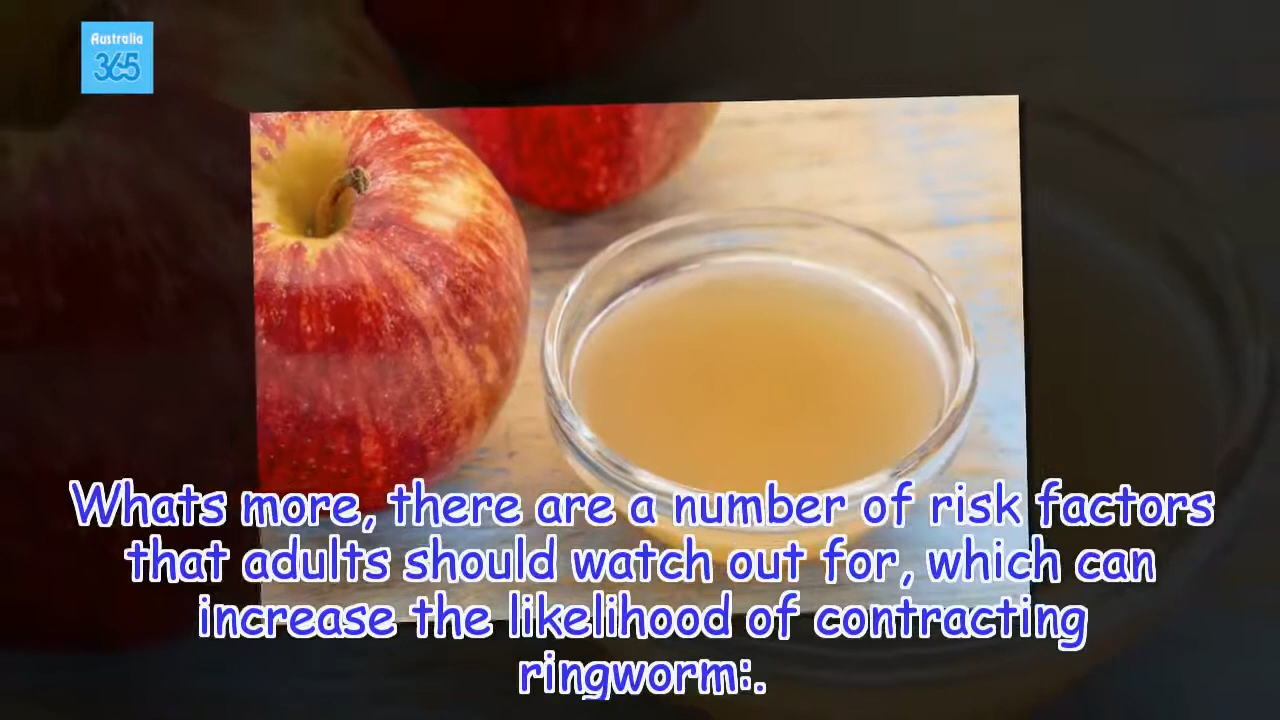 Australia
365
Whats more, there are a number of risk factors
that adults should watch out for, which can
increase the likelihood of contracting
ringworm:.